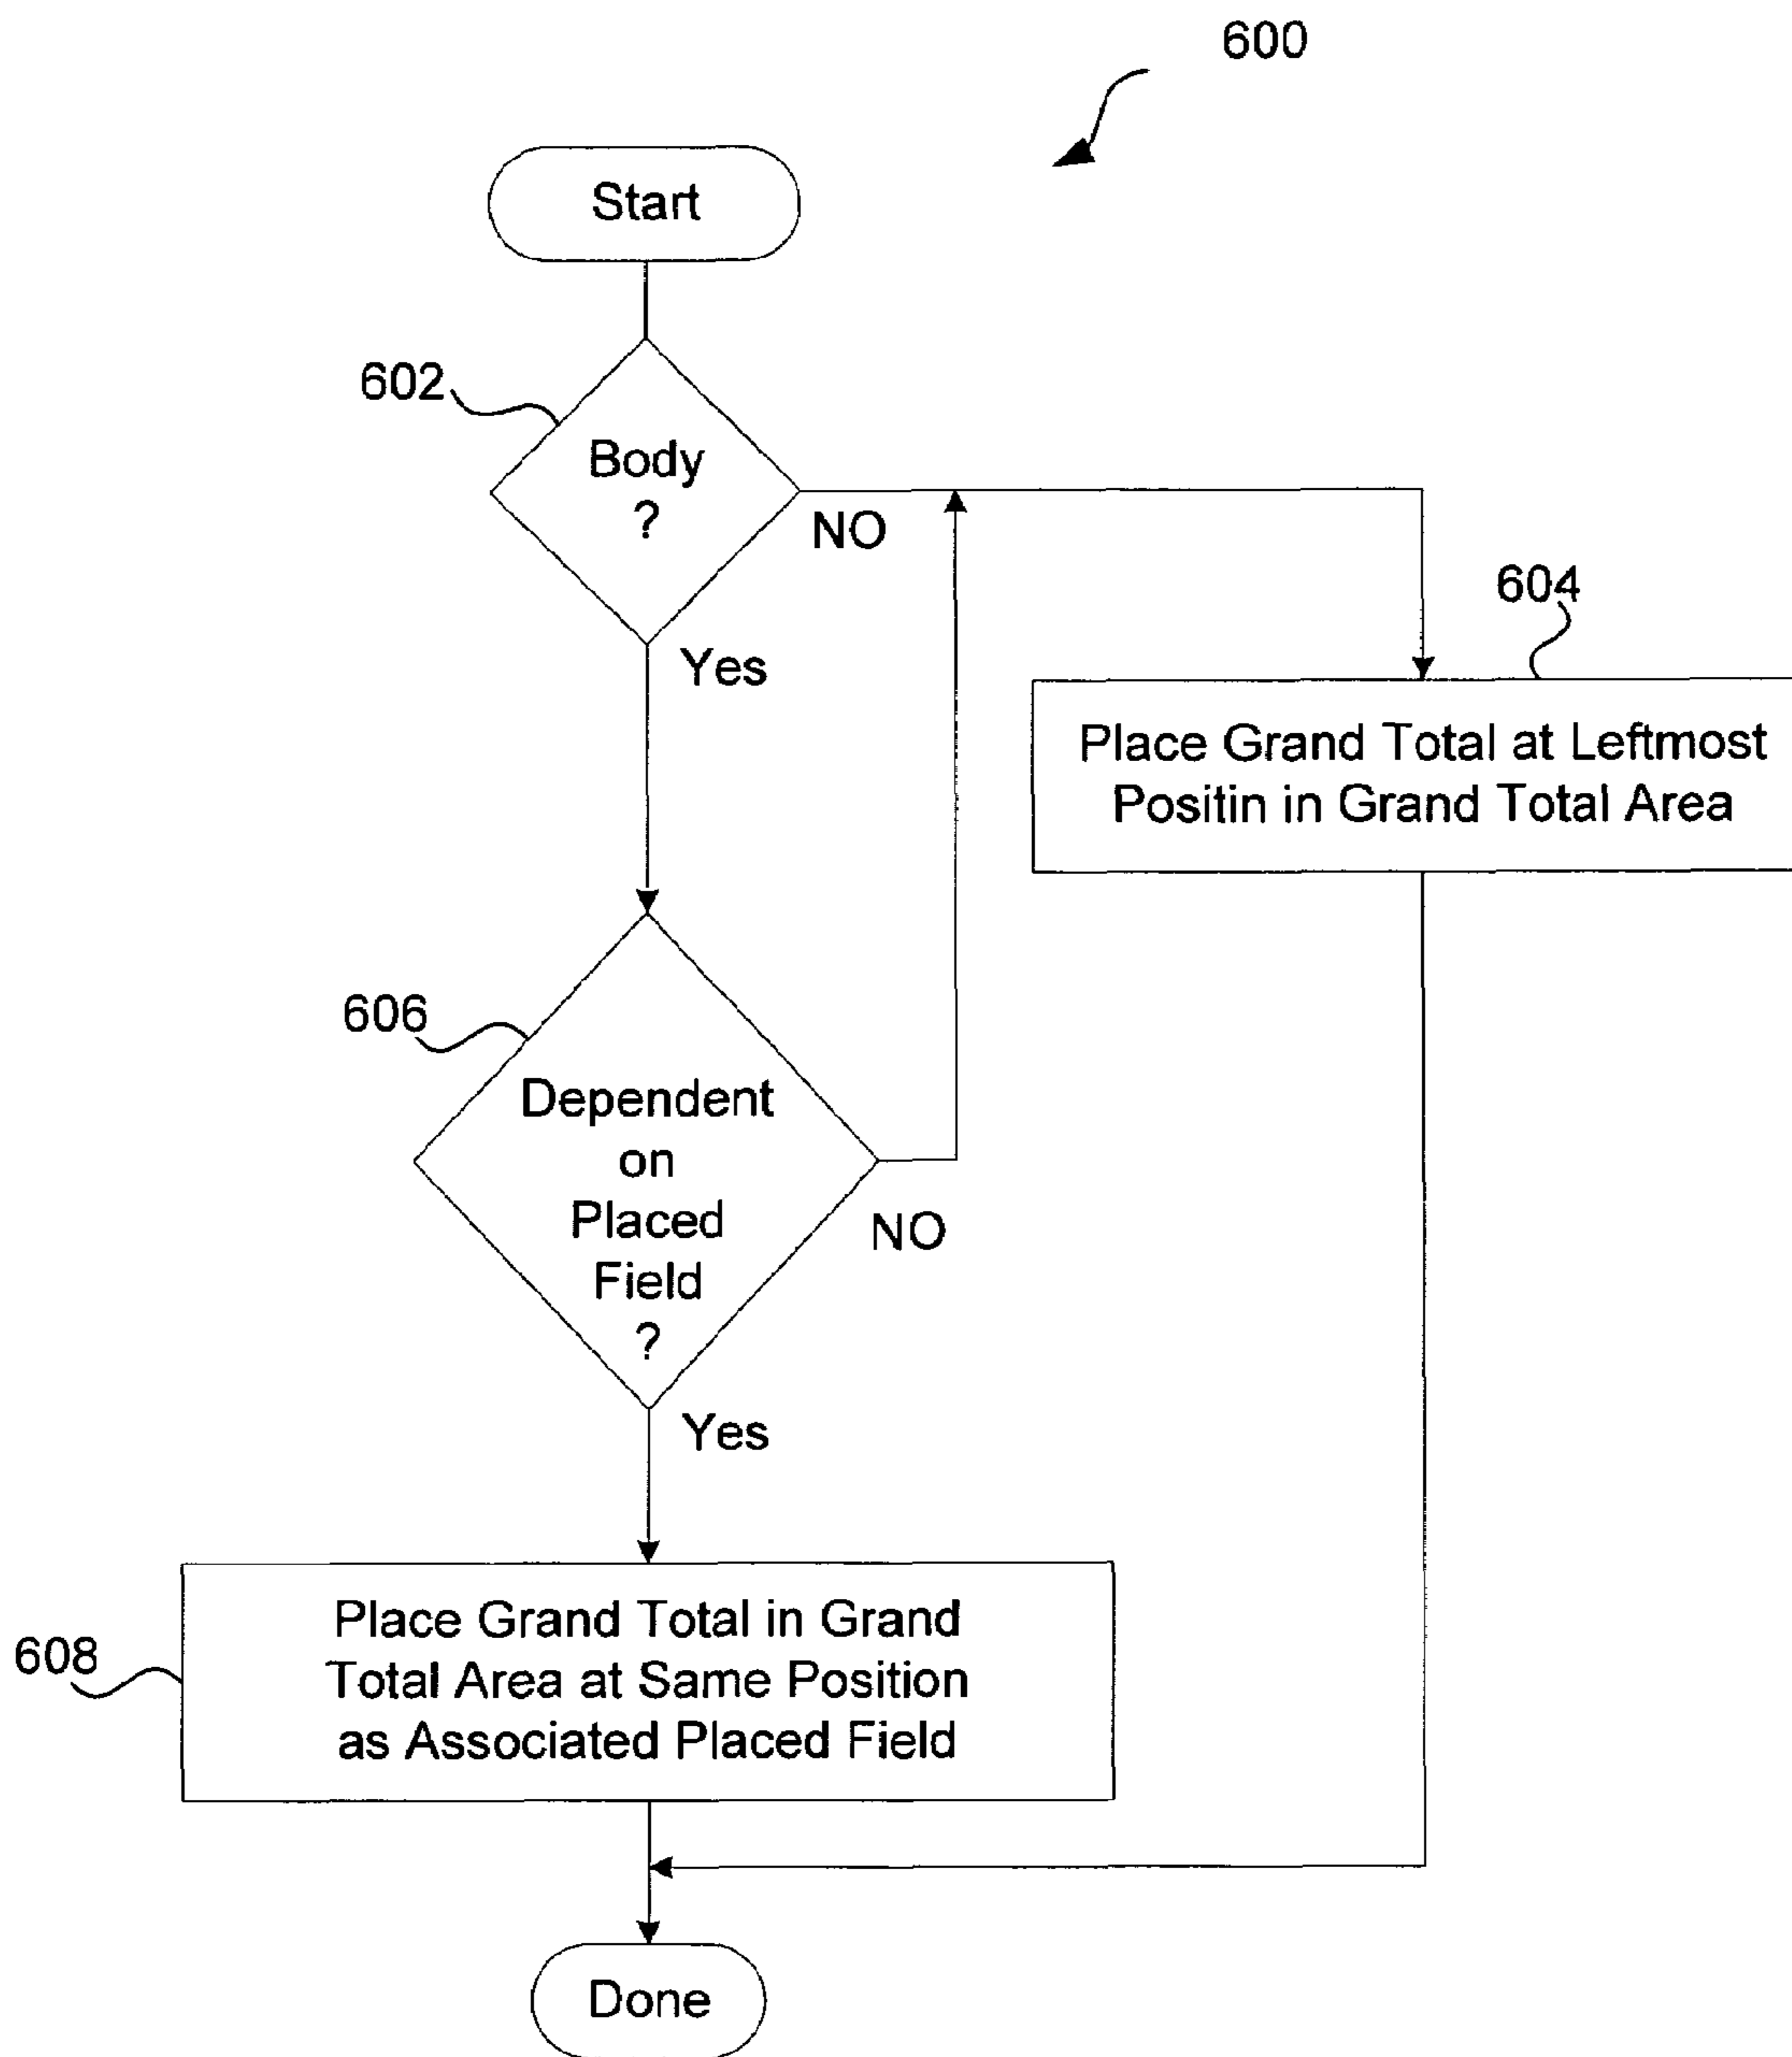 600
Start
602
Body
?
NO
Yes
604
Place Grand Total at Leftmost
Positin in Grand Total Area
606
Dependent
on
Placed
Field
?
NO
Yes
608
Place Grand Total in Grand
Total Area at Same Position
as Associated Placed Field
Done